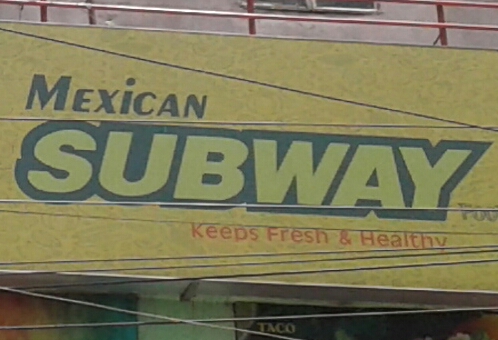 MEXiCAN
SUBWAY
Keeps Fresh & Healthy
TACO